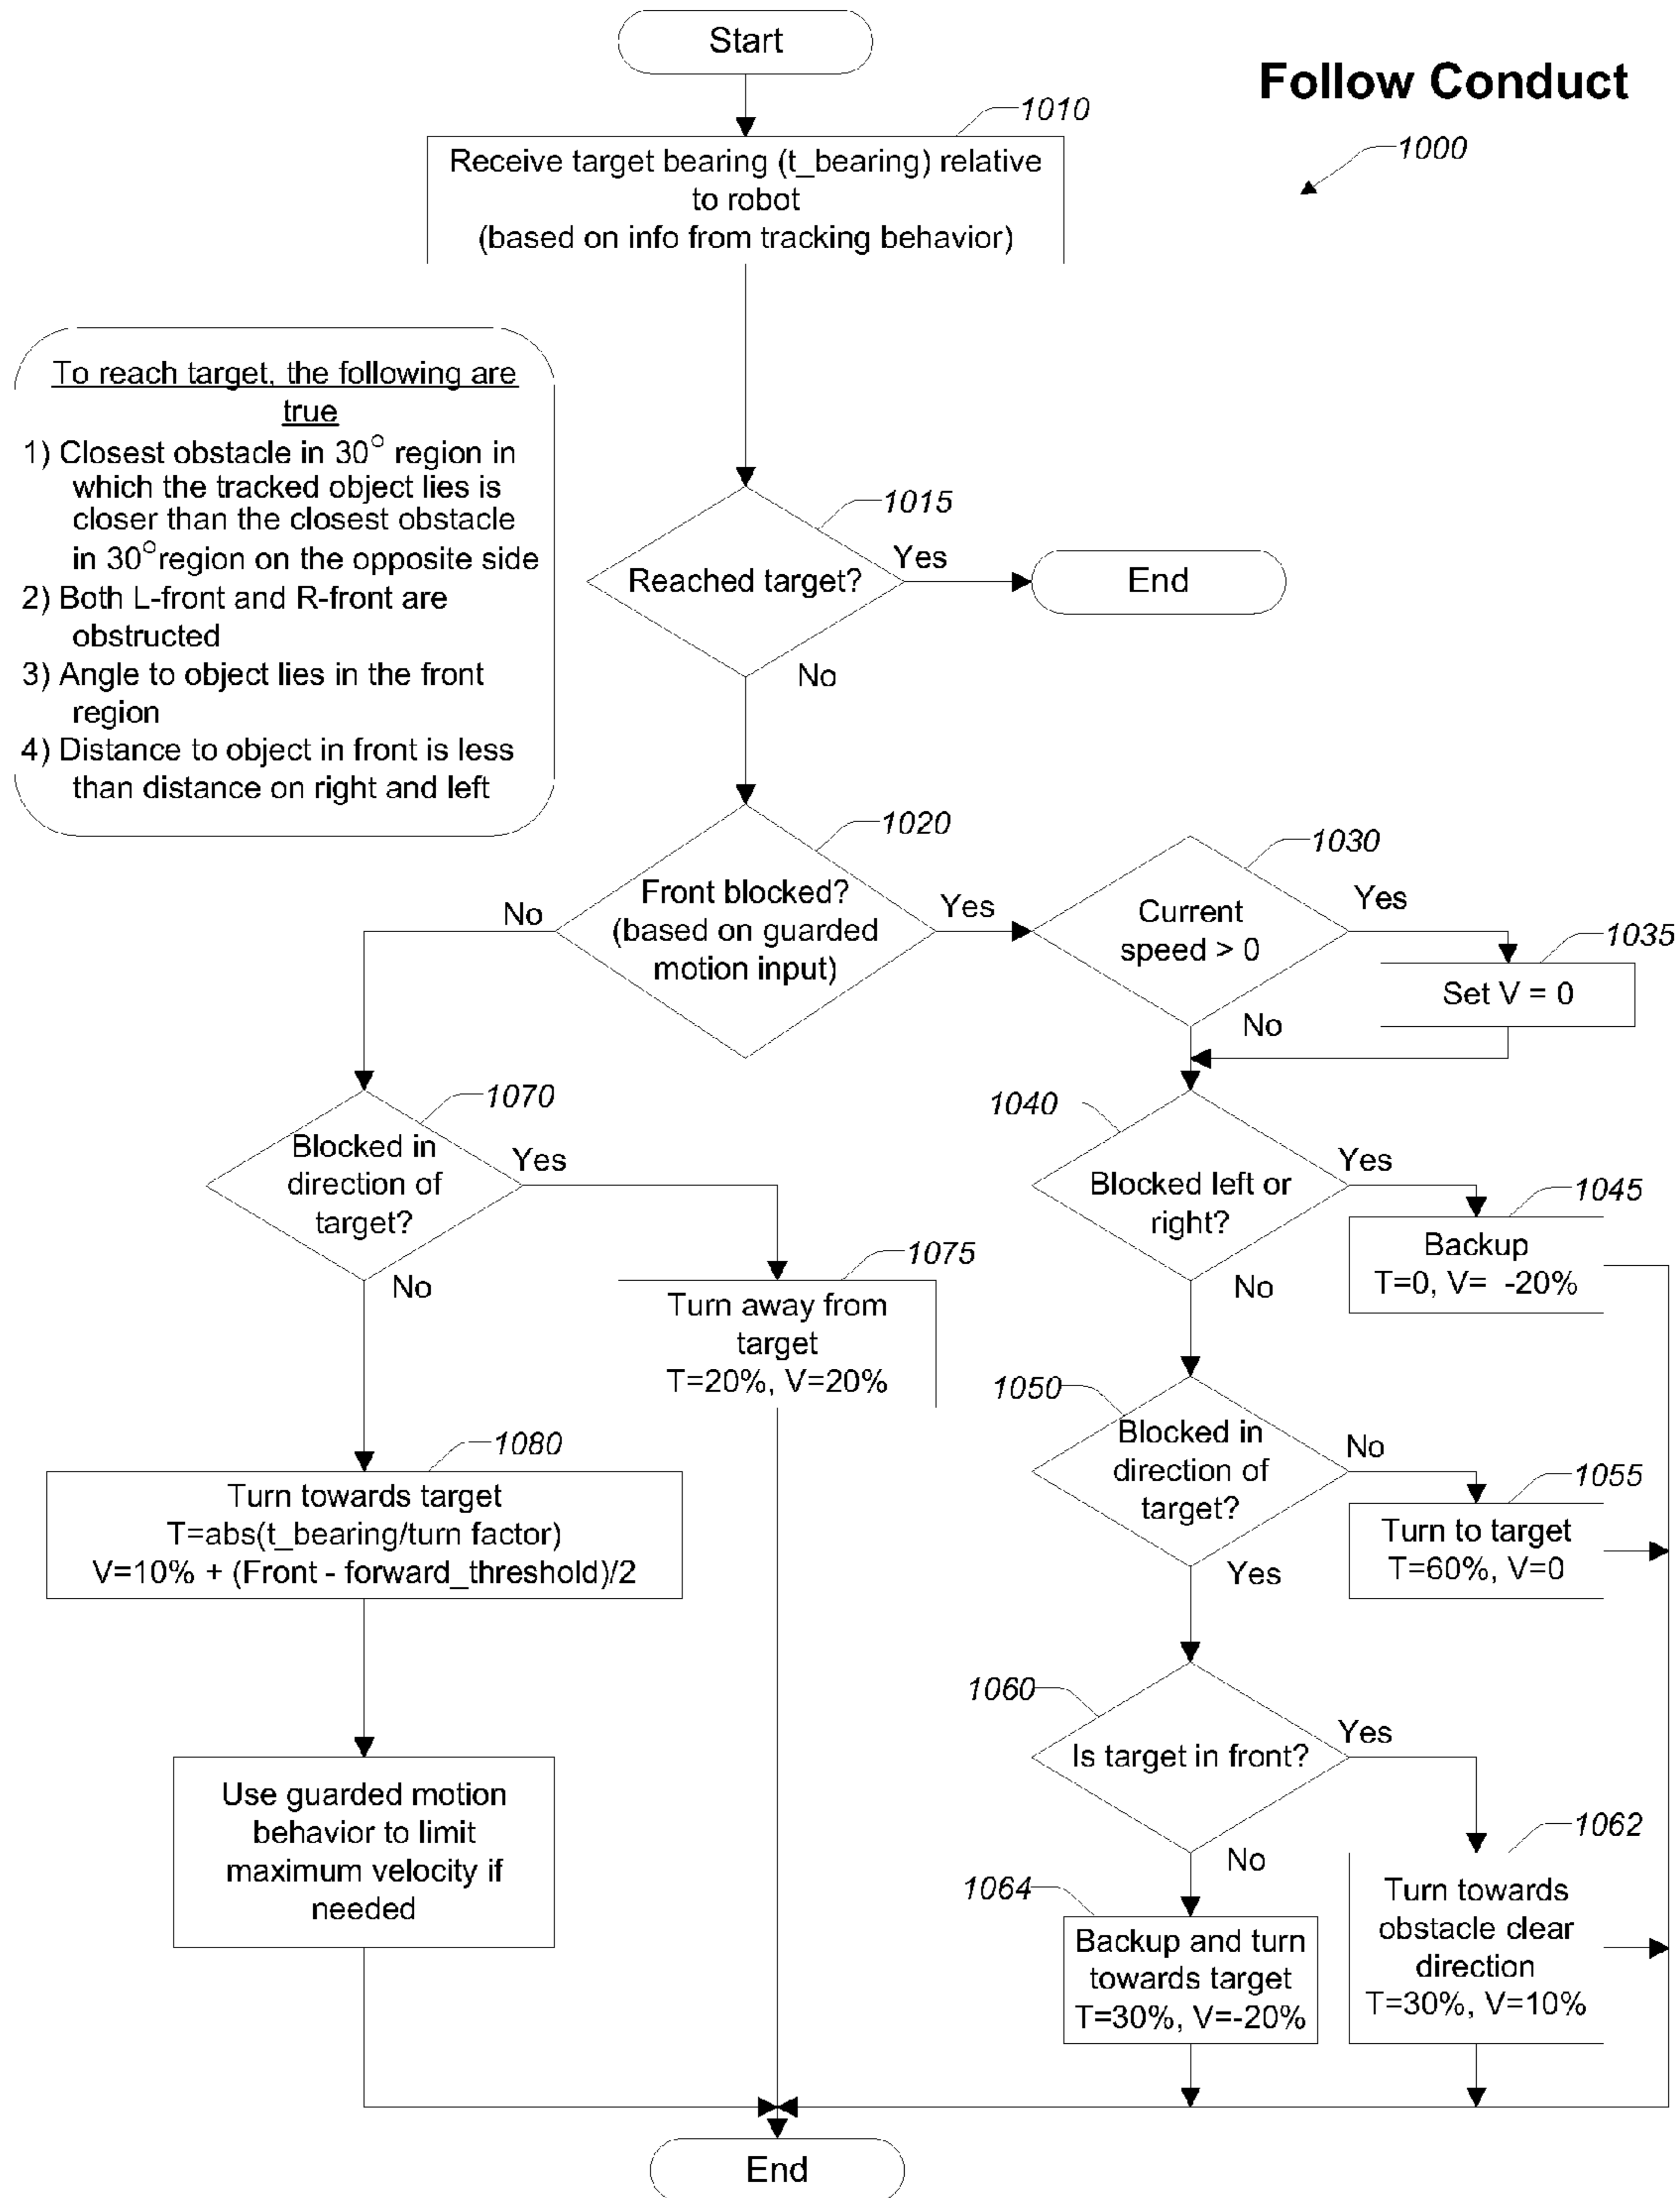 Start
Follow Conduct
1000
1010
Receive target bearing (t_bearing) relative
to robot
(based on info from tracking behavior)
To reach target, the following are
true
1) Closest obstacle in 30° region in
which the tracked object lies is
closer than the closest obstacle
in 30° region on the opposite side
2) Both L-front and R-front are
obstructed
3) Angle to object lies in the front
region
4) Distance to object in front is less
than distance on right and left
1015
Reached target?
Yes
End
No
1020
Front blocked?
(based on guarded
motion input)
No
Yes
1030
Current
speed > 0
Yes
1035
Set V = 0
No
1070
Blocked in
direction of
target?
Yes
No
1075
Turn away from
target
T=20%, V=20%
1040
Blocked left or
right?
Yes
1045
Backup
T=0, V= -20%
No
1050
Blocked in
direction of
target?
No
1055
Turn to target
T=60%, V=0
Yes
1080
Turn towards target
T=abs(t_bearing/turn factor)
V=10% + (Front - forward_threshold)/2
Use guarded motion
behavior to limit
maximum velocity if
needed
1060
Is target in front?
Yes
1062
Turn towards
obstacle clear
direction
T=30%, V=10%
No
1064
Backup and turn
towards target
T=30%, V=-20%
End